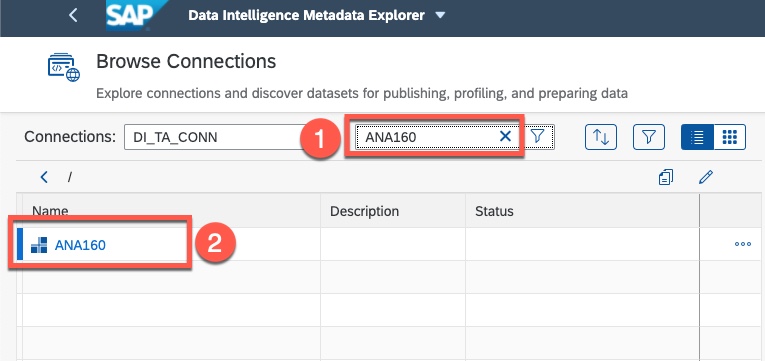 SAP Data Intelligence Metadata Explorer
Browse Connections
Explore connections and discover datasets for publishing, profiling, and preparing data
Connections: DI_TA_CONN 1 ANA160
/
Name Description Status
ANA160 2